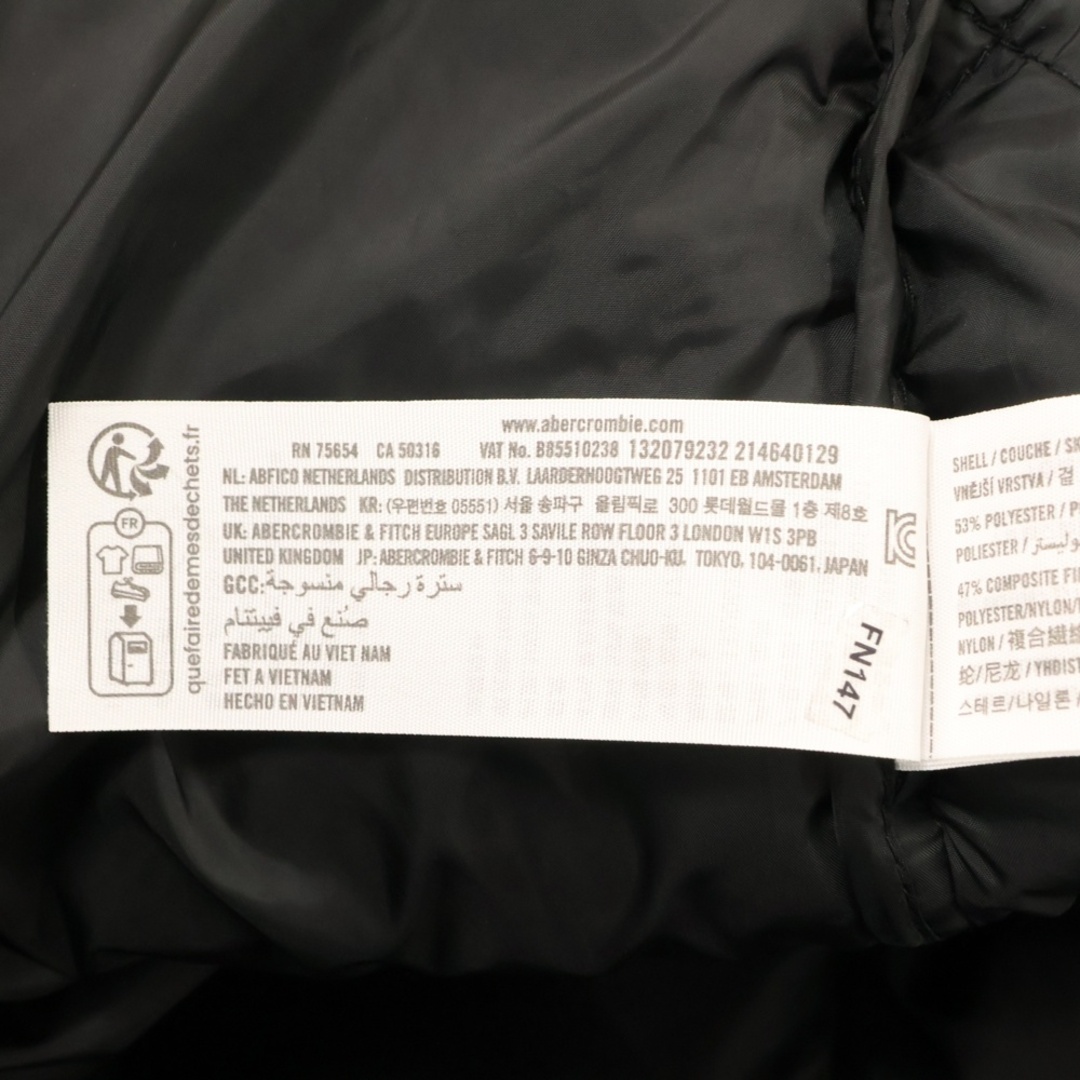 www.abercrombie.com
RN 75654 CA 50316 VAT No. B85510238 132079232 214640129
NL: ABFICO NETHERLANDS DISTRIBUTION B.V. LAARDERHOOGTWEG 25 1101 EB AMSTERDAM
THE NETHERLANDS KR: (우편번호 05551) 서울 송파구 올림픽로 300 롯데월드몰 1층 제8호
UK: ABERCROMBIE & FITCH EUROPE SAGL 3 SAVILE ROW FLOOR 3 LONDON W1S 3PB
UNITED KINGDOM JP: ABERCROMBIE & FITCH 6-9-10 GINZA CHUO-KU, TOKYO, 104-0061, JAPAN
GCC: سترة رجالي منسوجة
صُنع في فييتنام
FABRIQUÉ AU VIET NAM
FET A VIETNAM
HECHO EN VIETNAM
quefairedemesdechets.fr
FR
FN147
SHELL / COUCHE /
VNĚJŠÍ VRSTVA / 겉
53% POLYESTER /
POLIESTER /
47% COMPOSITE
POLYESTER/NYLON/
NYLON /
纶/尼龙 /
스테르/나일론 /